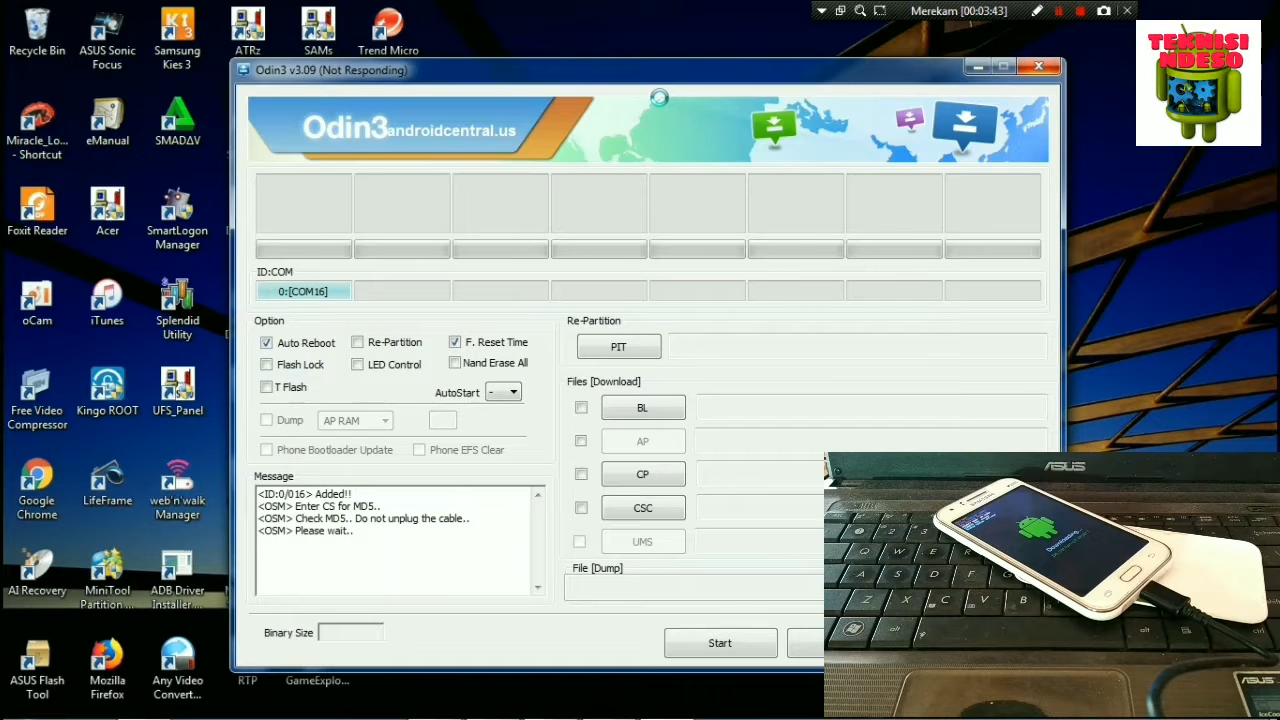 Merekam [00:03:43]
TEKNISI
NDESO
Recycle Bin
ASUS Sonic
Focus
Samsung
Kies 3
ATRz
SAMs
Trend Micro
Miracle_Lo...
- Shortcut
eManual
SMADΔV
Foxit Reader
Acer
SmartLogon
Manager
oCam
iTunes
Splendid
Utility
Free Video
Compressor
Kingo ROOT
UFS_Panel
Google
Chrome
LifeFrame
web'n'walk
Manager
AI Recovery
MiniTool
Partition ...
ADB Driver
Installer ...
ASUS Flash
Tool
Mozilla
Firefox
Any Video
Convert...
RTP
GameExplo...
Odin3 v3.09 (Not Responding)
Odin3 androidcentral.us
ID:COM
0:[COM16]
Option
Auto Reboot
Re-Partition
F. Reset Time
Flash Lock
LED Control
Nand Erase All
T Flash
AutoStart
-
Dump
AP RAM
Phone Bootloader Update
Phone EFS Clear
Message
<ID:0/016> Added!!
<OSM> Enter CS for MD5..
<OSM> Check MD5.. Do not unplug the cable..
<OSM> Please wait..
Binary Size
Re-Partition
PIT
Files [Download]
BL
AP
CP
CSC
UMS
File [Dump]
Start
ASUS
Downloading...
ASUS